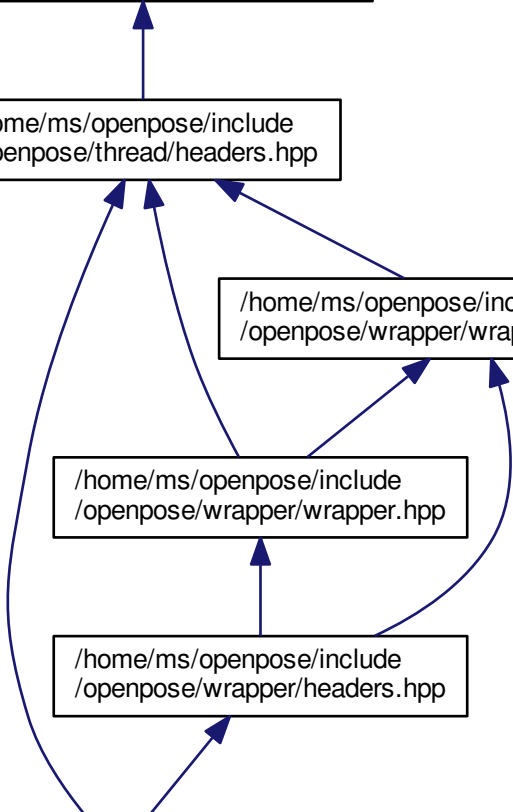 ome/ms/openpose/include
penpose/thread/headers.hpp
/home/ms/openpose/inc
/openpose/wrapper/wrap
/home/ms/openpose/include
/openpose/wrapper/wrapper.hpp
/home/ms/openpose/include
/openpose/wrapper/headers.hpp